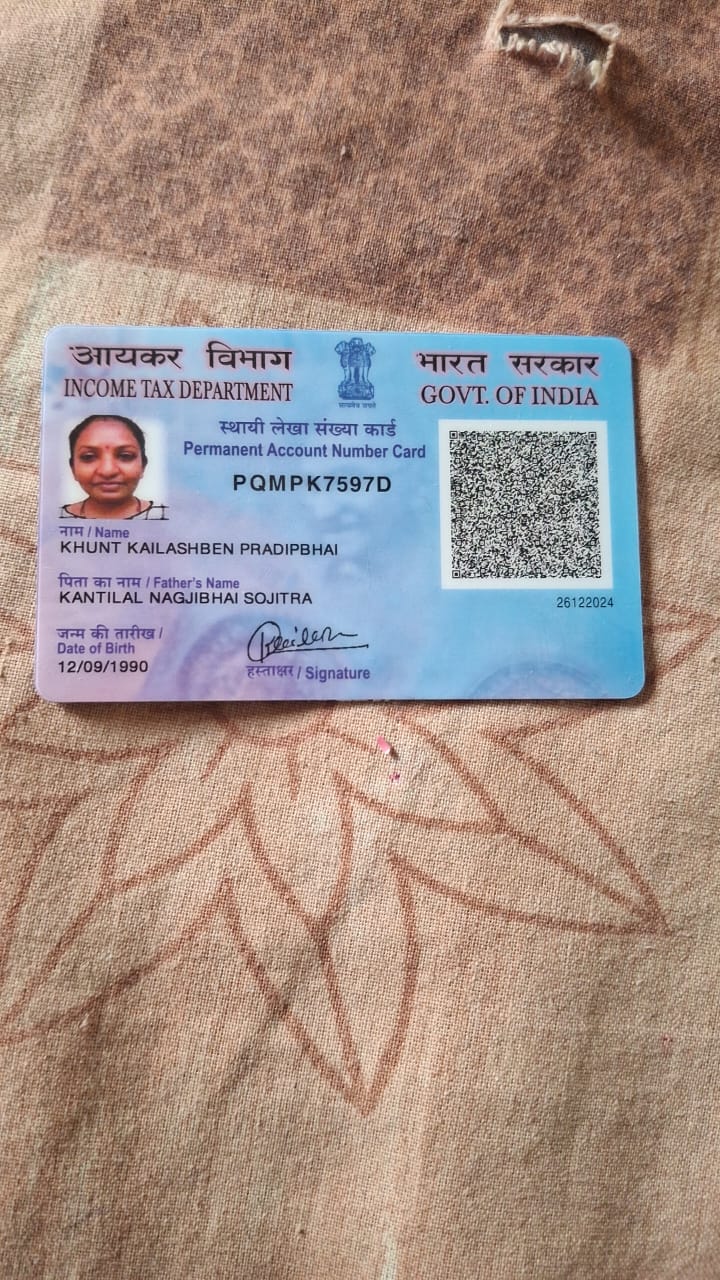 आयकर विभाग
INCOME TAX DEPARTMENT
सत्यमेव जयते
भारत सरकार
GOVT. OF INDIA
स्थायी लेखा संख्या कार्ड
Permanent Account Number Card
PQMPK7597D
नाम / Name
KHUNT KAILASHBEN PRADIPBHAI
पिता का नाम / Father's Name
KANTILAL NAGJIBHAI SOJITRA
26122024
जन्म की तारीख /
Date of Birth
12/09/1990
हस्ताक्षर / Signature